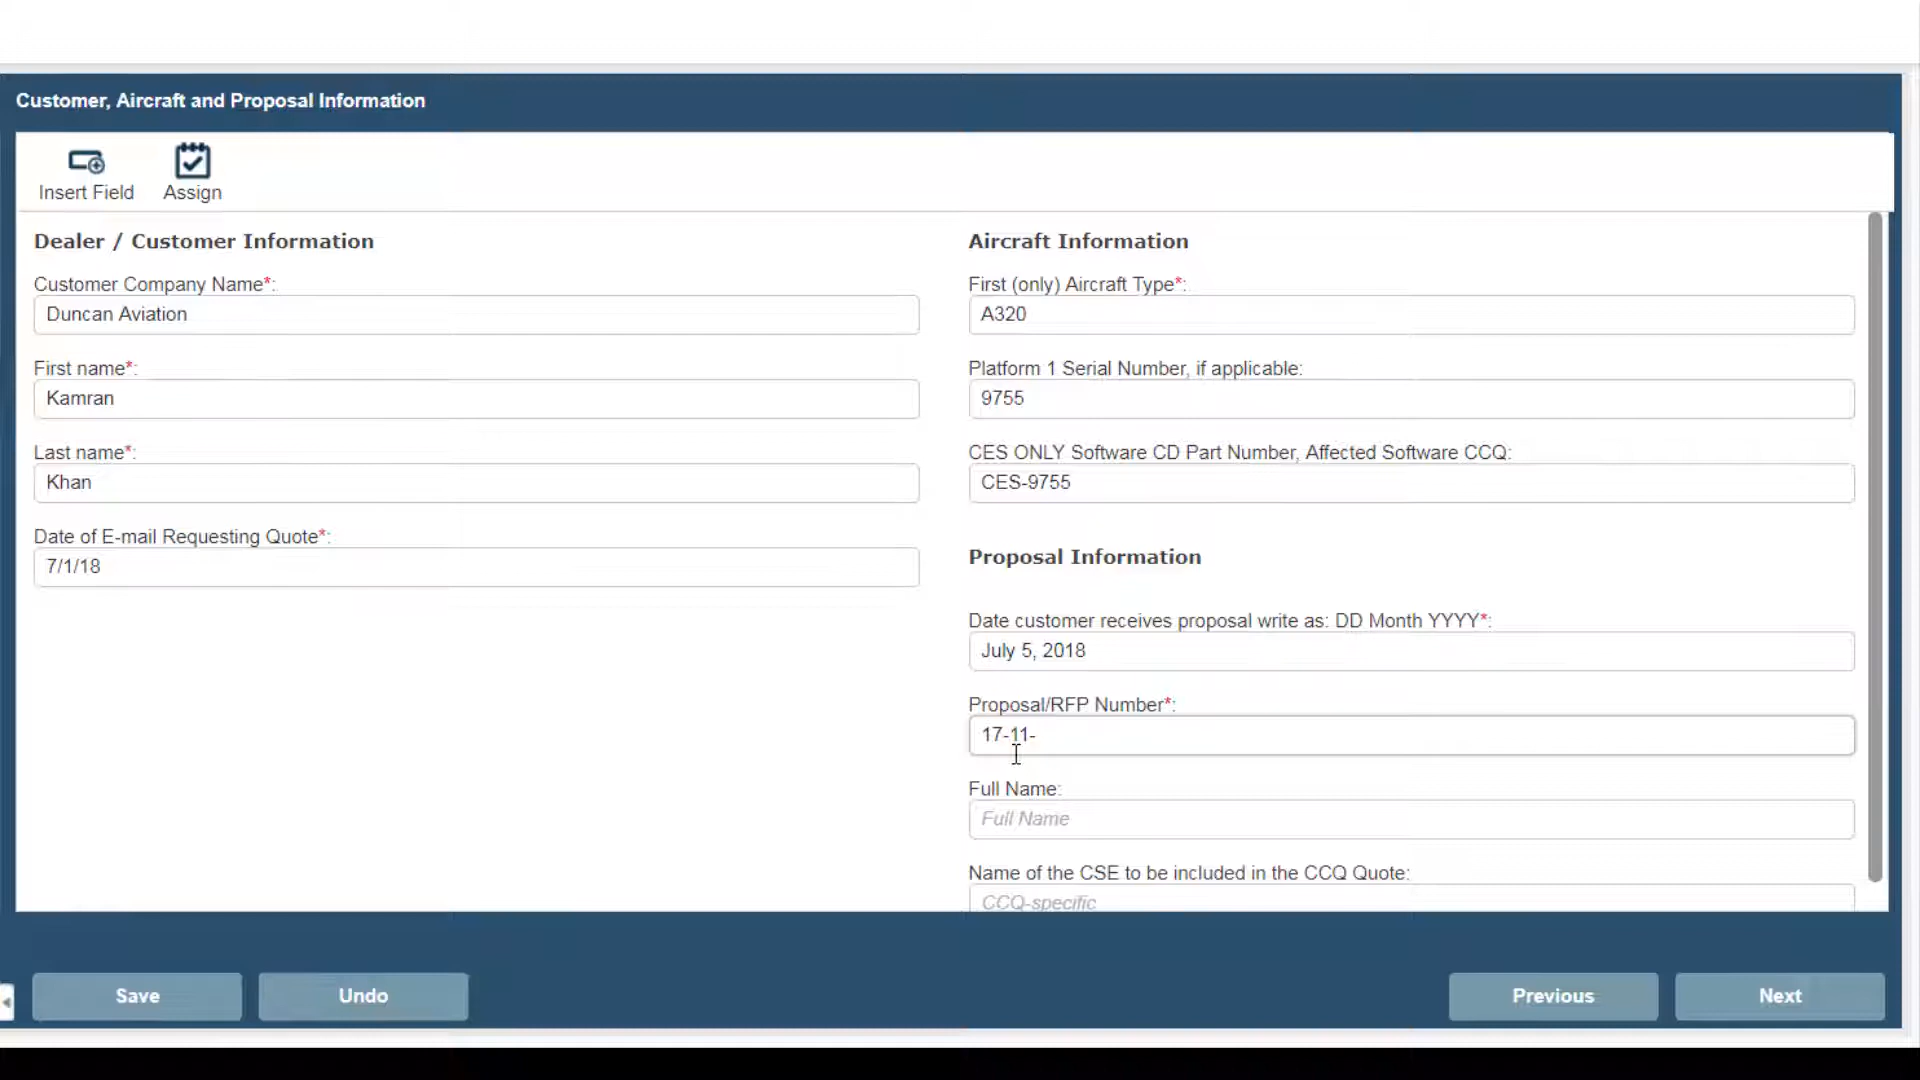 Customer, Aircraft and Proposal Information
Insert Field
Assign
Dealer / Customer Information
Customer Company Name*:
Duncan Aviation
First name*:
Kamran
Last name*:
Khan
Date of E-mail Requesting Quote*:
7/1/18
Aircraft Information
First (only) Aircraft Type*:
A320
Platform 1 Serial Number, if applicable:
9755
CES ONLY Software CD Part Number, Affected Software CCQ:
CES-9755
Proposal Information
Date customer receives proposal write as: DD Month YYYY*:
July 5, 2018
Proposal/RFP Number*:
17-11-
Full Name:
Full Name
Name of the CSE to be included in the CCQ Quote:
CCQ-specific
Save
Undo
Previous
Next